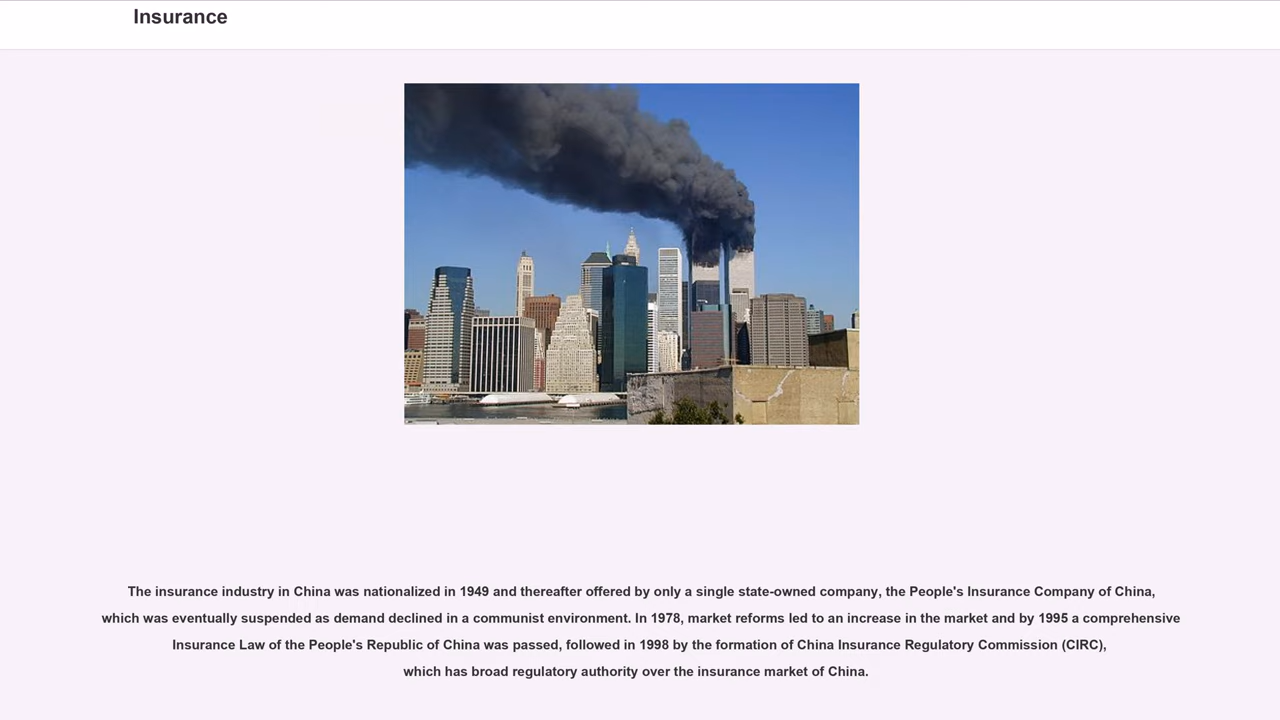 Insurance
The insurance industry in China was nationalized in 1949 and thereafter offered by only a single state-owned company, the People's Insurance Company of China,
which was eventually suspended as demand declined in a communist environment. In 1978, market reforms led to an increase in the market and by 1995 a comprehensive
Insurance Law of the People's Republic of China was passed, followed in 1998 by the formation of China Insurance Regulatory Commission (CIRC),
which has broad regulatory authority over the insurance market of China.